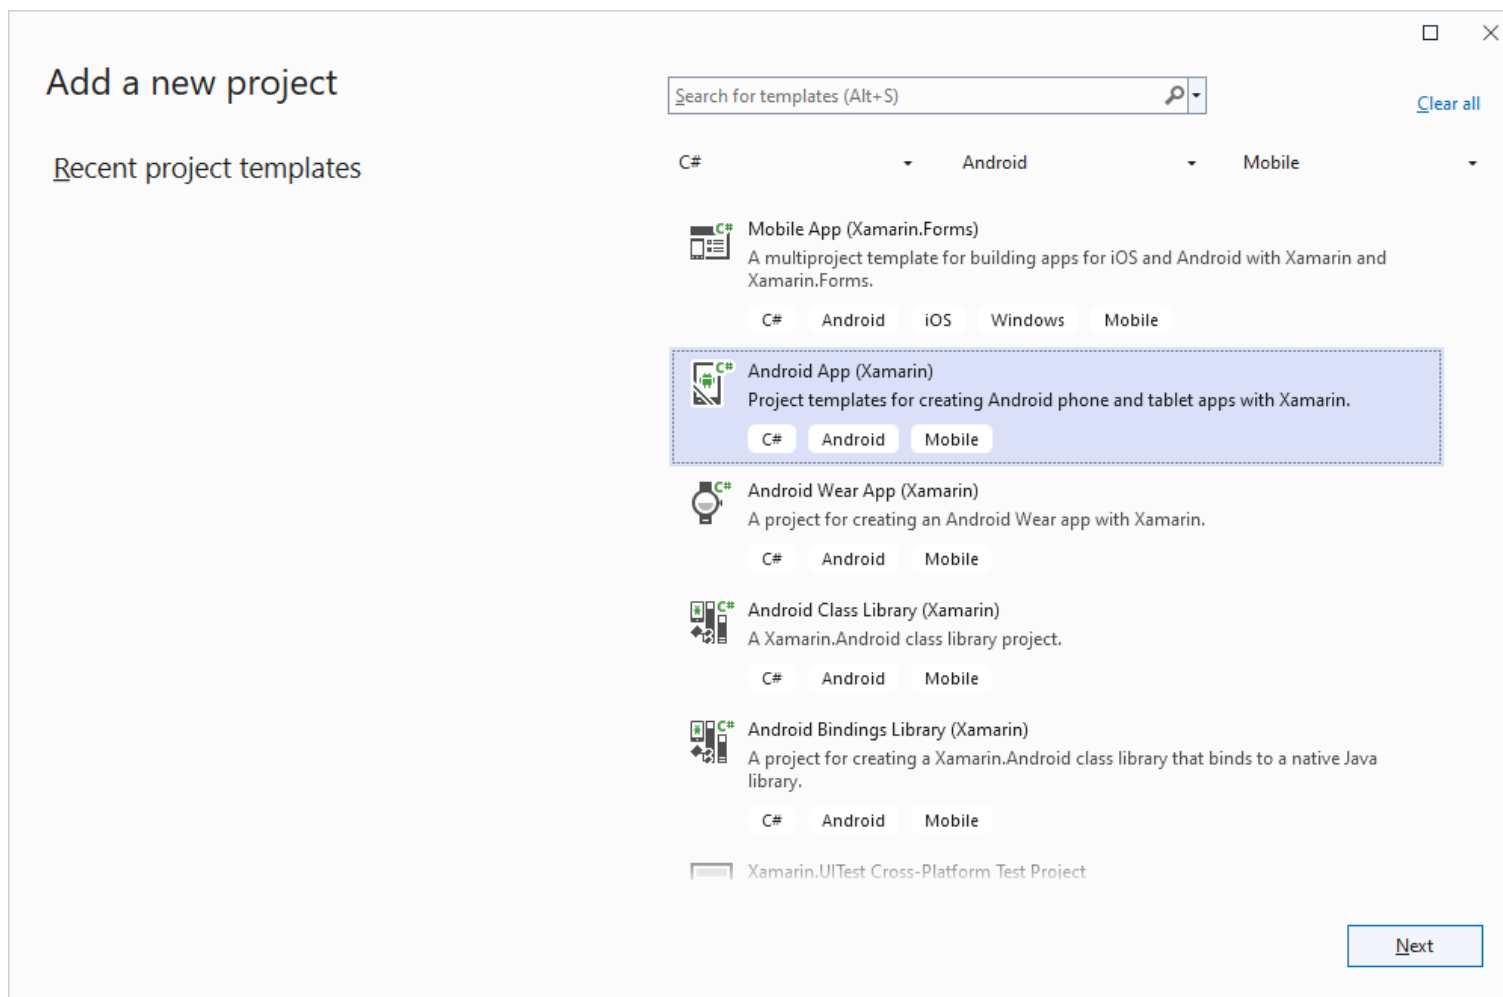 Add a new project
Search for templates (Alt+S)
Clear all
Recent project templates
C# Android Mobile
C#
Mobile App (Xamarin.Forms)
A multiproject template for building apps for iOS and Android with Xamarin and
Xamarin.Forms.
C# Android iOS Windows Mobile
C#
Android App (Xamarin)
Project templates for creating Android phone and tablet apps with Xamarin.
C# Android Mobile
C#
Android Wear App (Xamarin)
A project for creating an Android Wear app with Xamarin.
C# Android Mobile
C#
Android Class Library (Xamarin)
A Xamarin.Android class library project.
C# Android Mobile
C#
Android Bindings Library (Xamarin)
A project for creating a Xamarin.Android class library that binds to a native Java
library.
C# Android Mobile
Xamarin.UITest Cross-Platform Test Project
Next